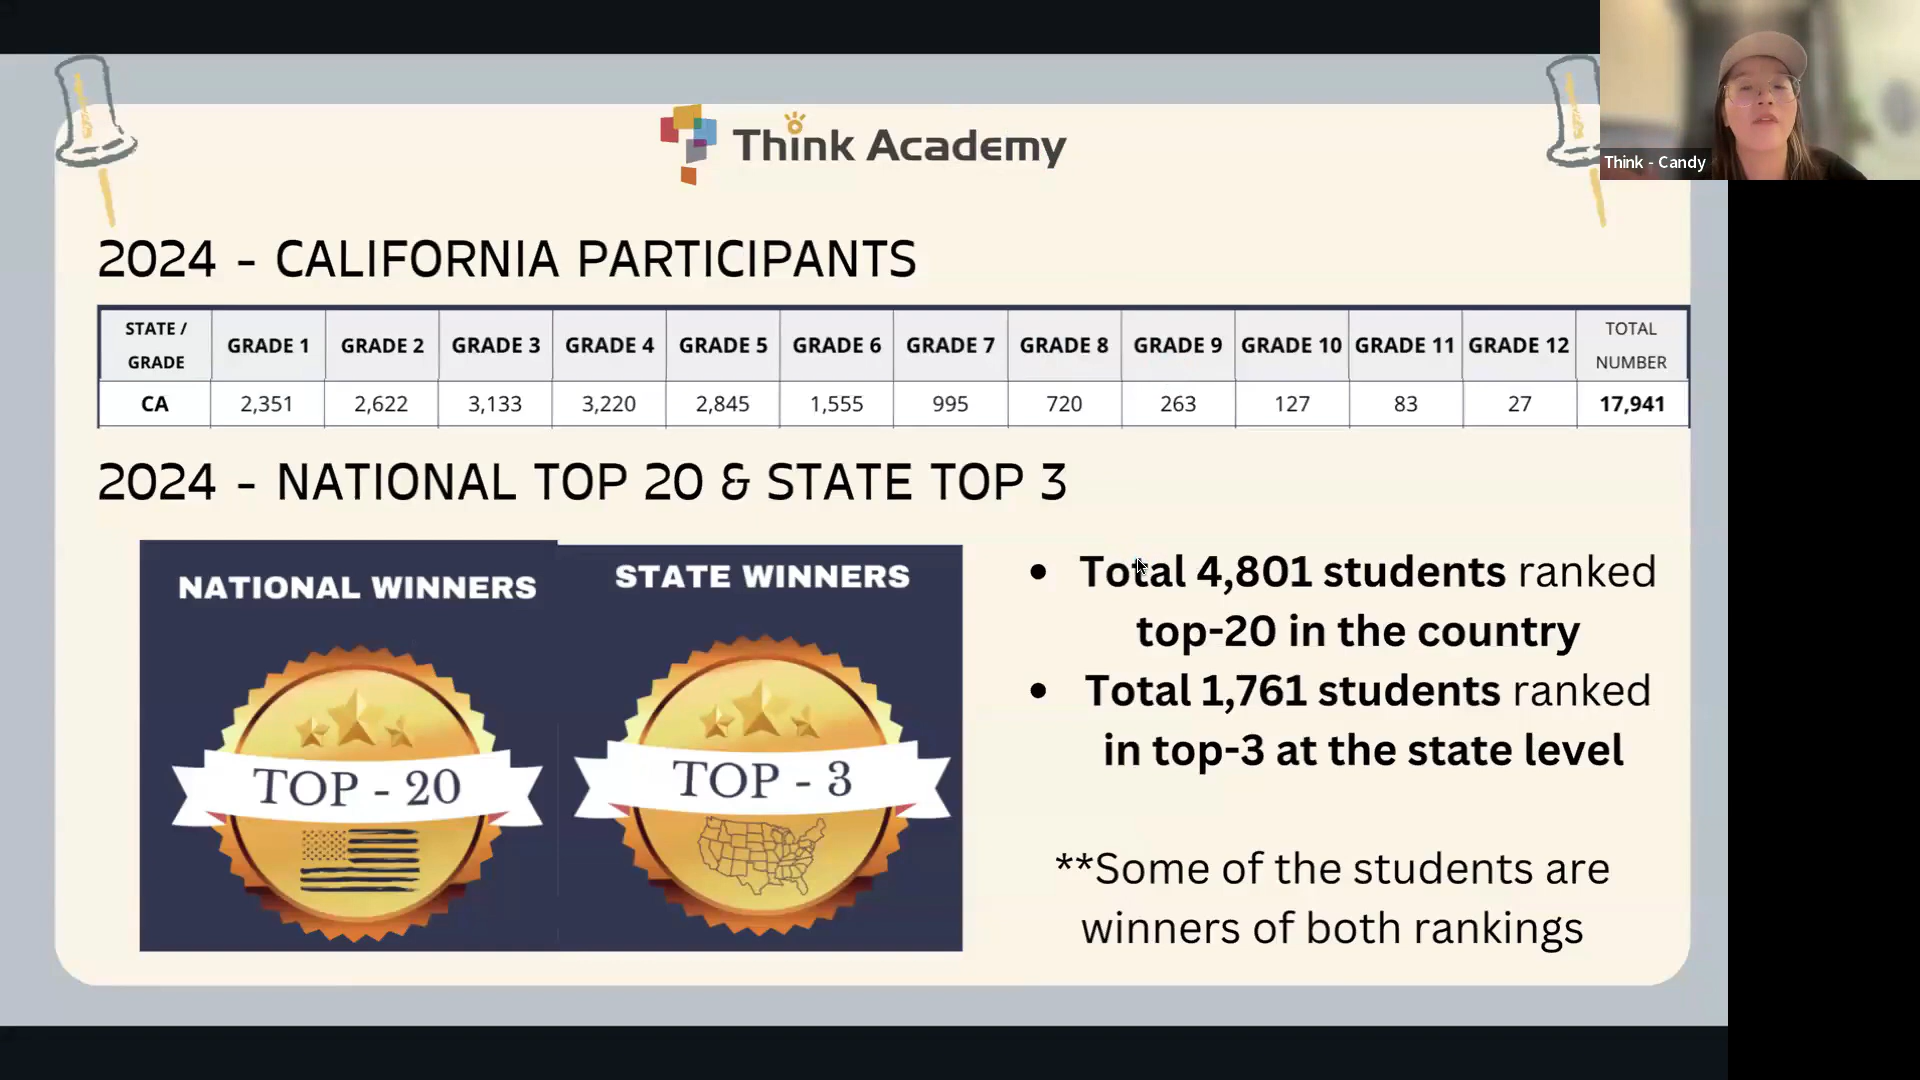 Think Academy
Think - Candy
2024 - CALIFORNIA PARTICIPANTS
STATE / GRADE GRADE 1 GRADE 2 GRADE 3 GRADE 4 GRADE 5 GRADE 6 GRADE 7 GRADE 8 GRADE 9 GRADE 10 GRADE 11 GRADE 12 TOTAL NUMBER
CA 2,351 2,622 3,133 3,220 2,845 1,555 995 720 263 127 83 27 17,941
2024 - NATIONAL TOP 20 & STATE TOP 3
NATIONAL WINNERS
TOP - 20
STATE WINNERS
TOP - 3
• Total 4,801 students ranked
top-20 in the country
• Total 1,761 students ranked
in top-3 at the state level
**Some of the students are
winners of both rankings